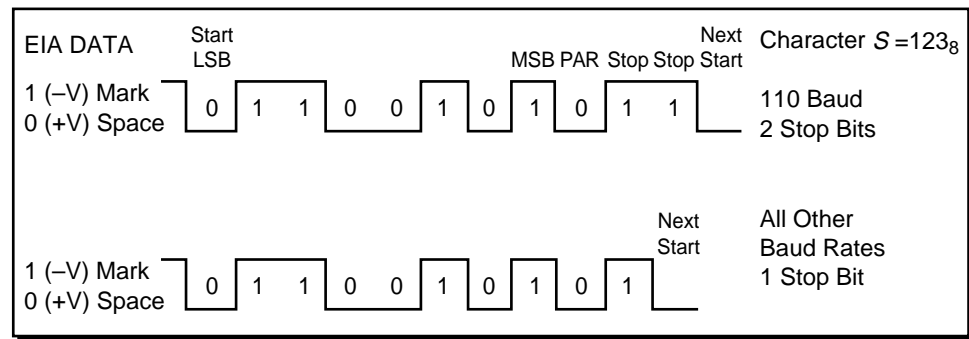 EIA DATA
Start
LSB
MSB PAR Stop Stop
Next
Start
Character S =123₈
1 (–V) Mark
0 (+V) Space
0 1 1 0 0 1 0 1 0 1 1
110 Baud
2 Stop Bits
Next
Start
All Other
Baud Rates
1 Stop Bit
1 (–V) Mark
0 (+V) Space
0 1 1 0 0 1 0 1 0 1